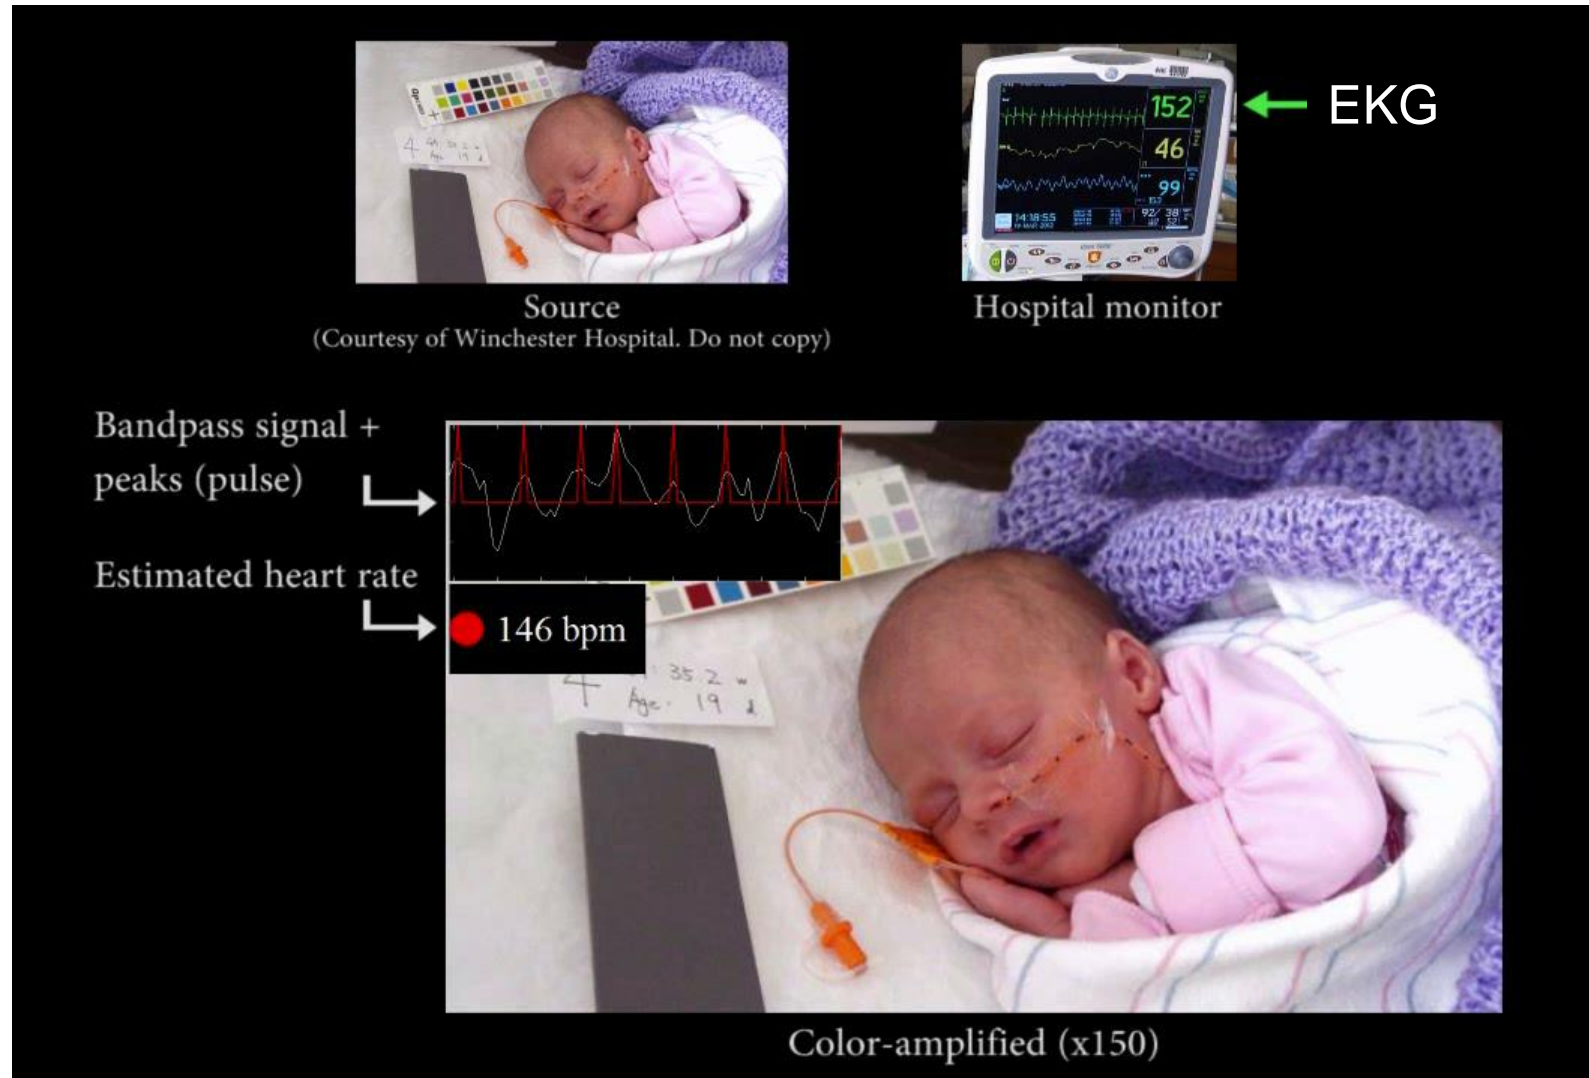 EKG
152
46
99
14:18:55
92/ 38
Source
(Courtesy of Winchester Hospital. Do not copy)
Hospital monitor
Bandpass signal +
peaks (pulse)
Estimated heart rate
146 bpm
4 : 35.2 w
Age. 19 d
Color-amplified (x150)